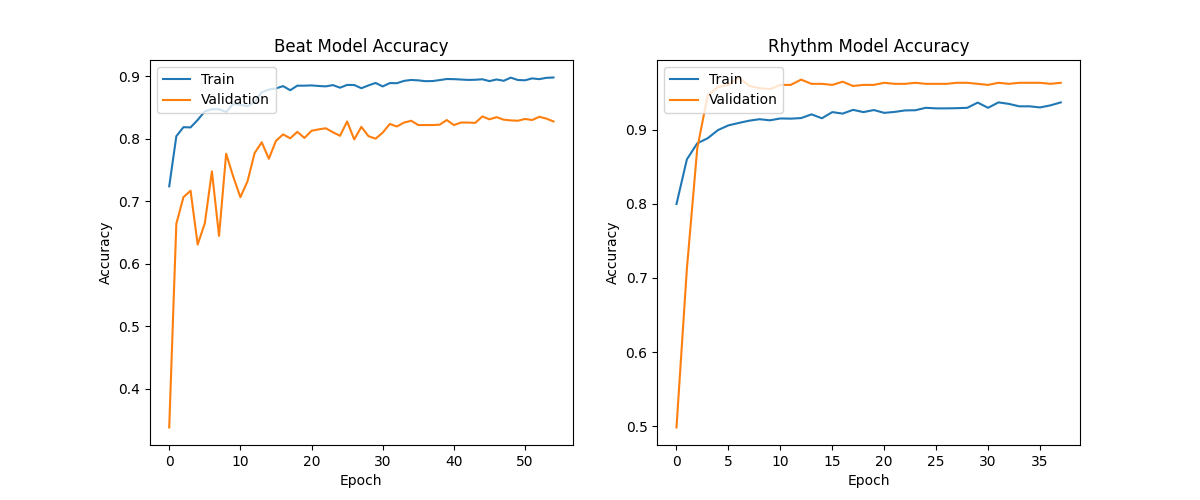 Beat Model Accuracy
Train
Validation
0.9
0.8
0.7
0.6
0.5
0.4
Accuracy
0 10 20 30 40 50
Epoch
Rhythm Model Accuracy
Train
Validation
0.9
0.8
0.7
0.6
0.5
Accuracy
0 5 10 15 20 25 30 35
Epoch